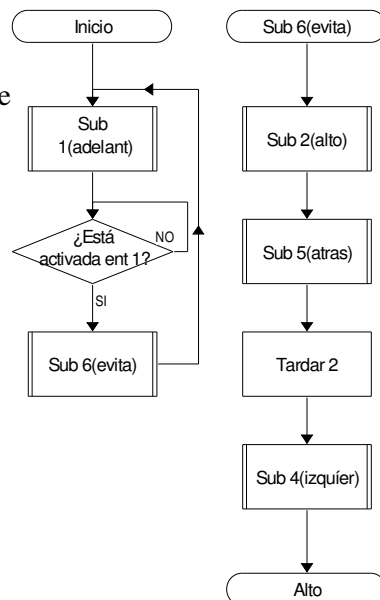 Inicio
e
Sub
1(adelant)
¿Está
activada ent 1?
NO
SI
Sub 6(evita)
Sub 6(evita)
Sub 2(alto)
Sub 5(atras)
Tardar 2
Sub 4(izquíer)
Alto